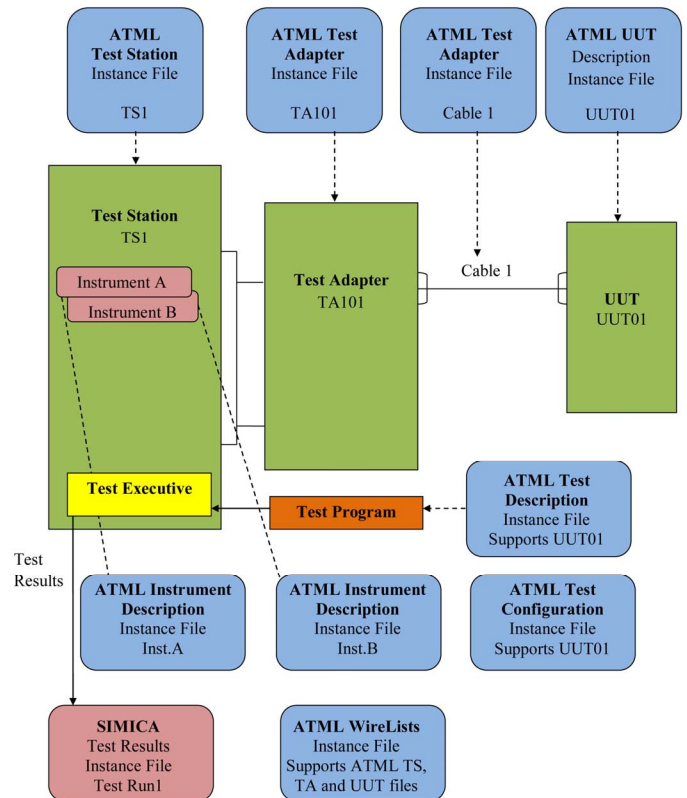 ATML
Test Station
Instance File
TS1
ATML Test
Adapter
Instance File
TA101
ATML Test
Adapter
Instance File
Cable 1
ATML UUT
Description
Instance File
UUT01
Test Station
TS1
Instrument A
Instrument B
Test Adapter
TA101
Cable 1
UUT
UUT01
Test Executive
Test Program
ATML Test
Description
Instance File
Supports UUT01
Test
Results
ATML Instrument
Description
Instance File
Inst.A
ATML Instrument
Description
Instance File
Inst.B
ATML Test
Configuration
Instance File
Supports UUT01
SIMICA
Test Results
Instance File
Test Run1
ATML WireLists
Instance File
Supports ATML TS,
TA and UUT files